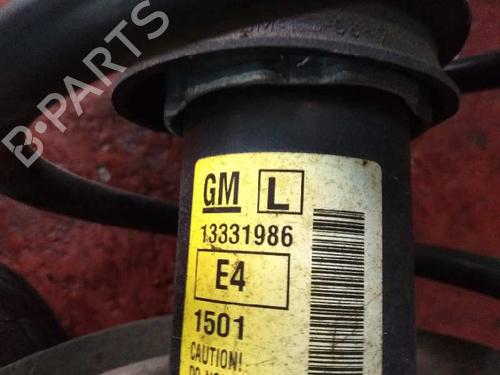 B-PARTS
GM L
13331986
E4
1501
CAUTION!